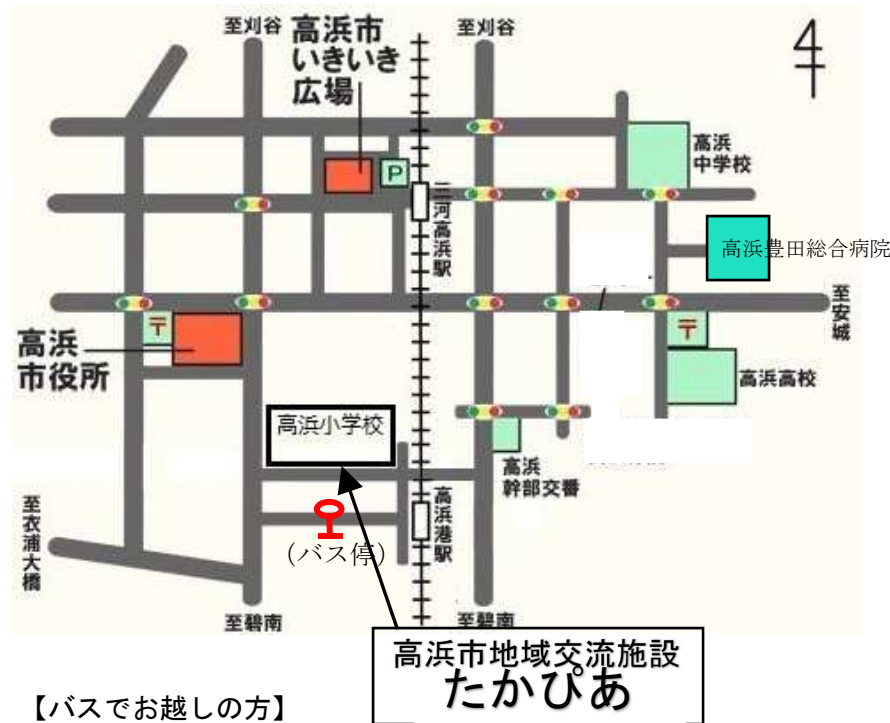 至刈谷
高浜市
いきいき
広場
至刈谷
高浜
中学校
P
三河高浜駅
高浜豊田総合病院
至安城
〒
高浜
市役所
〒
高浜高校
高浜小学校
高浜
幹部交番
至衣浦大橋
高浜港駅
(バス停)
至碧南
至碧南
高浜市地域交流施設
たかぴあ
【バスでお越しの方】